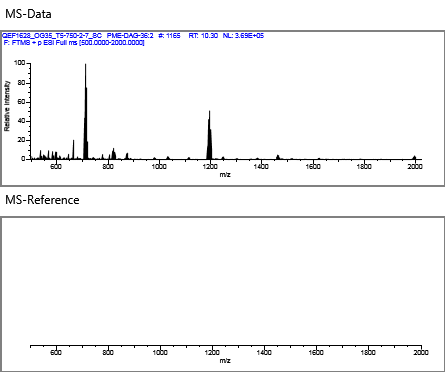 MS-Data
QEF1628_OG35_T5-750-2-7_BC PME-DAG-36:2 #: 1165 RT: 10.30 NL: 3.69E+05
F: FTMS + p ESI Full ms [500.0000-2000.0000]
100
80
60
40
20
0
Relative Intensity
600 800 1000 1200 1400 1600 1800 2000
m/z
MS-Reference
600 800 1000 1200 1400 1600 1800 2000
m/z